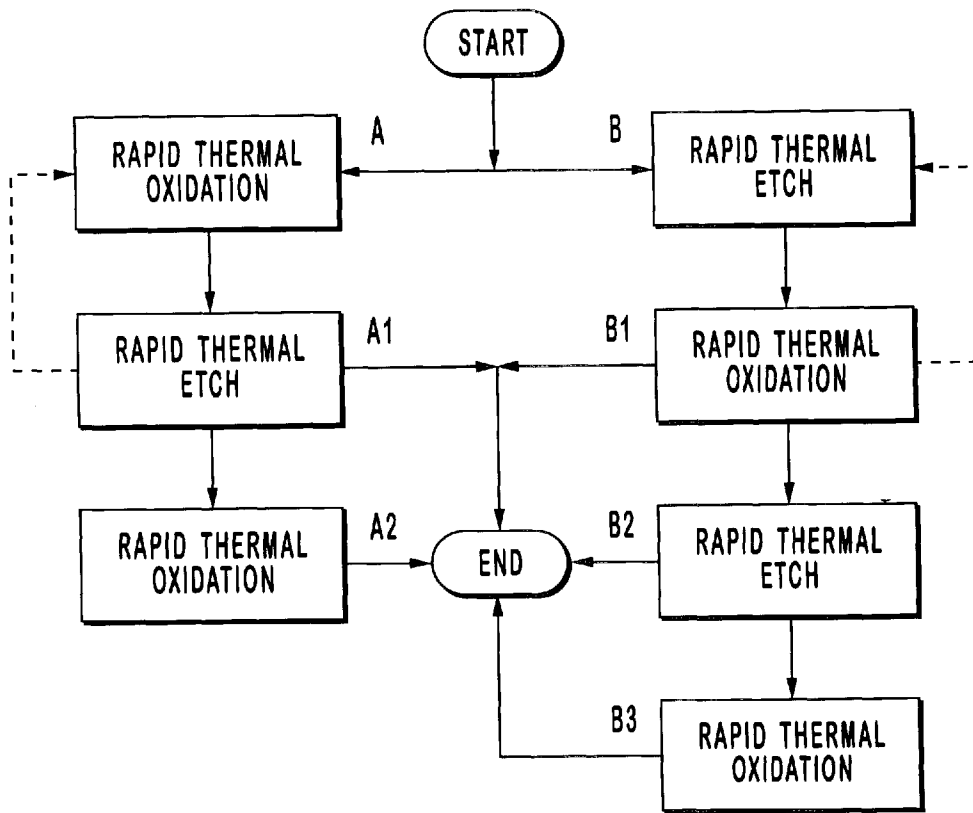 START
A
B
RAPID THERMAL
OXIDATION
RAPID THERMAL
ETCH
A1
B1
RAPID THERMAL
ETCH
RAPID THERMAL
OXIDATION
A2
B2
RAPID THERMAL
OXIDATION
END
RAPID THERMAL
ETCH
B3
RAPID THERMAL
OXIDATION